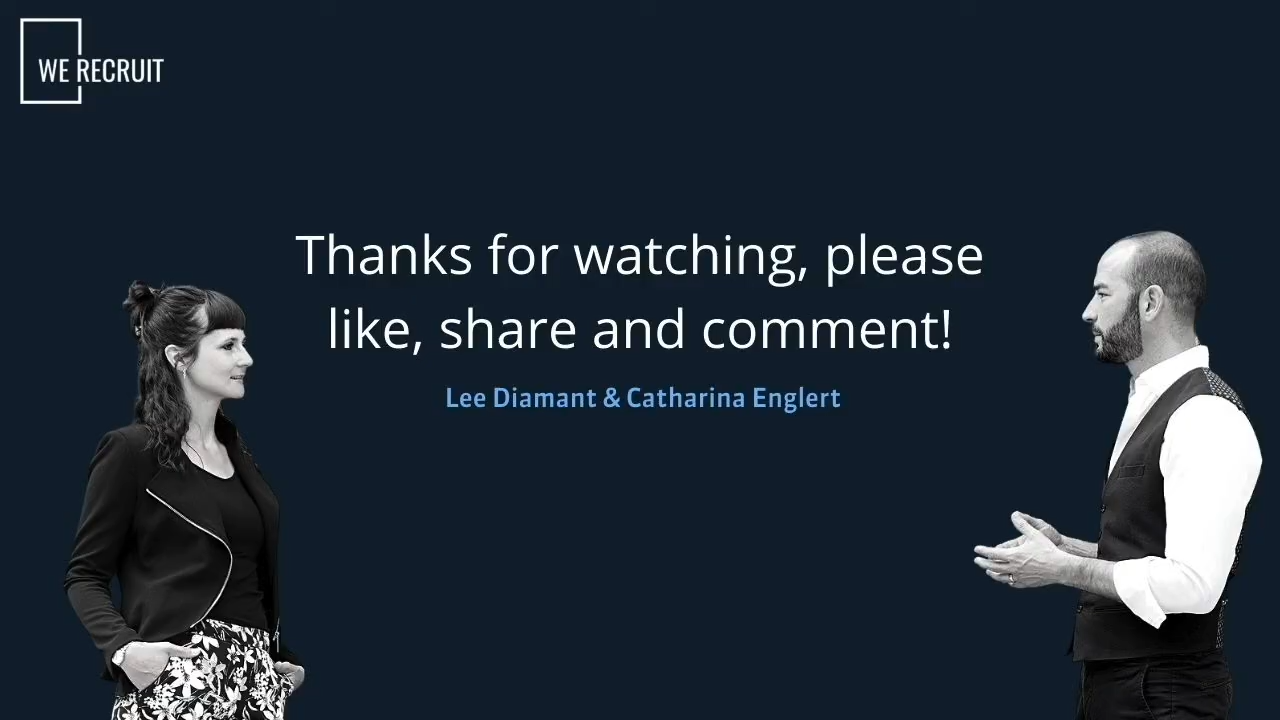 WE RECRUIT
Thanks for watching, please
like, share and comment!
Lee Diamant & Catharina Englert